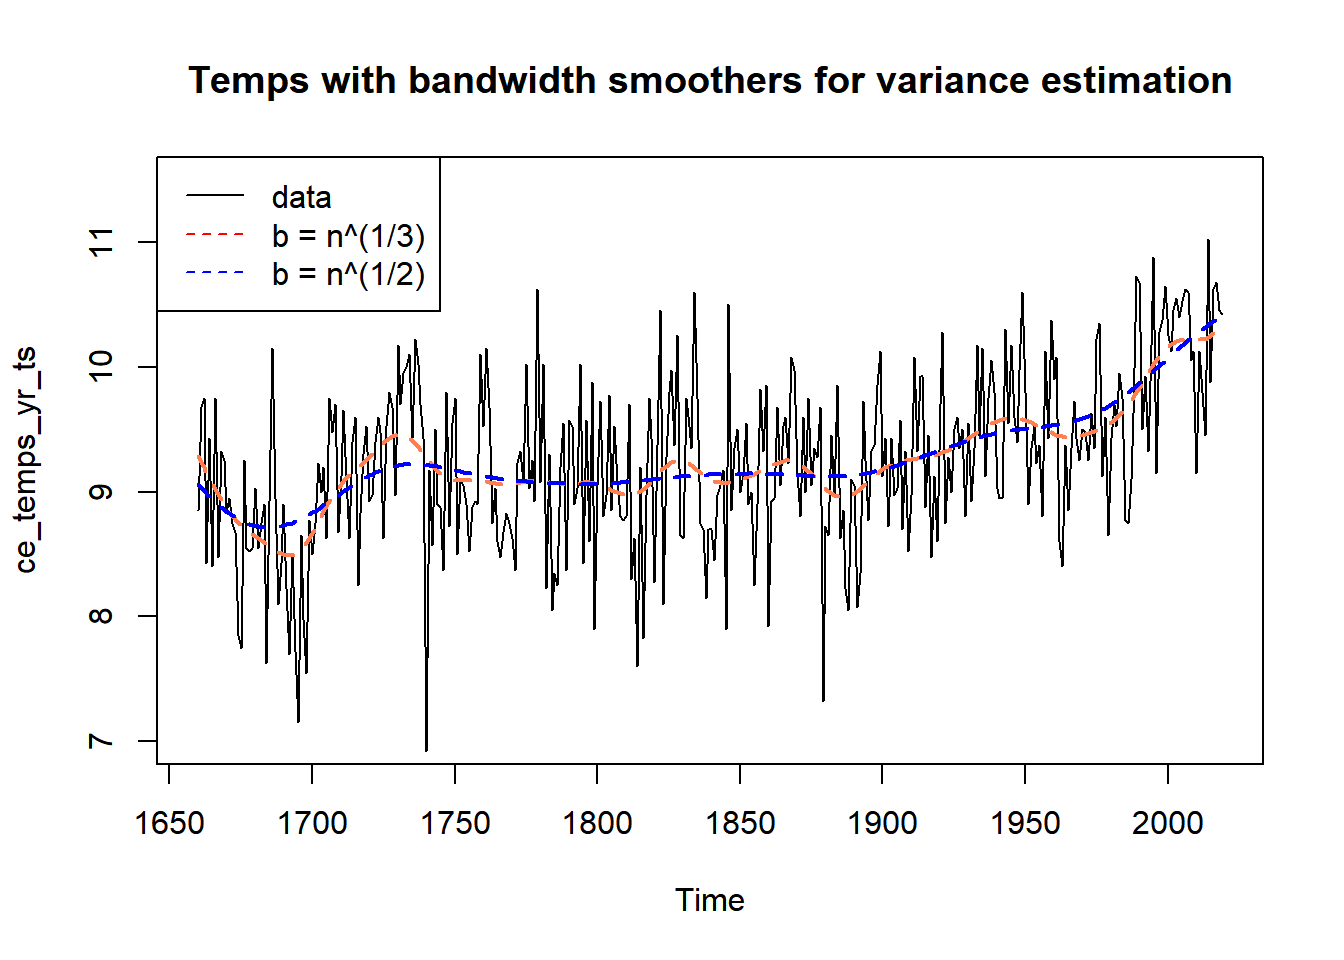 Temps with bandwidth smoothers for variance estimation
data
b = n^(1/3)
b = n^(1/2)
ce_temps_yr_ts
11
10
9
8
7
1650 1700 1750 1800 1850 1900 1950 2000
Time